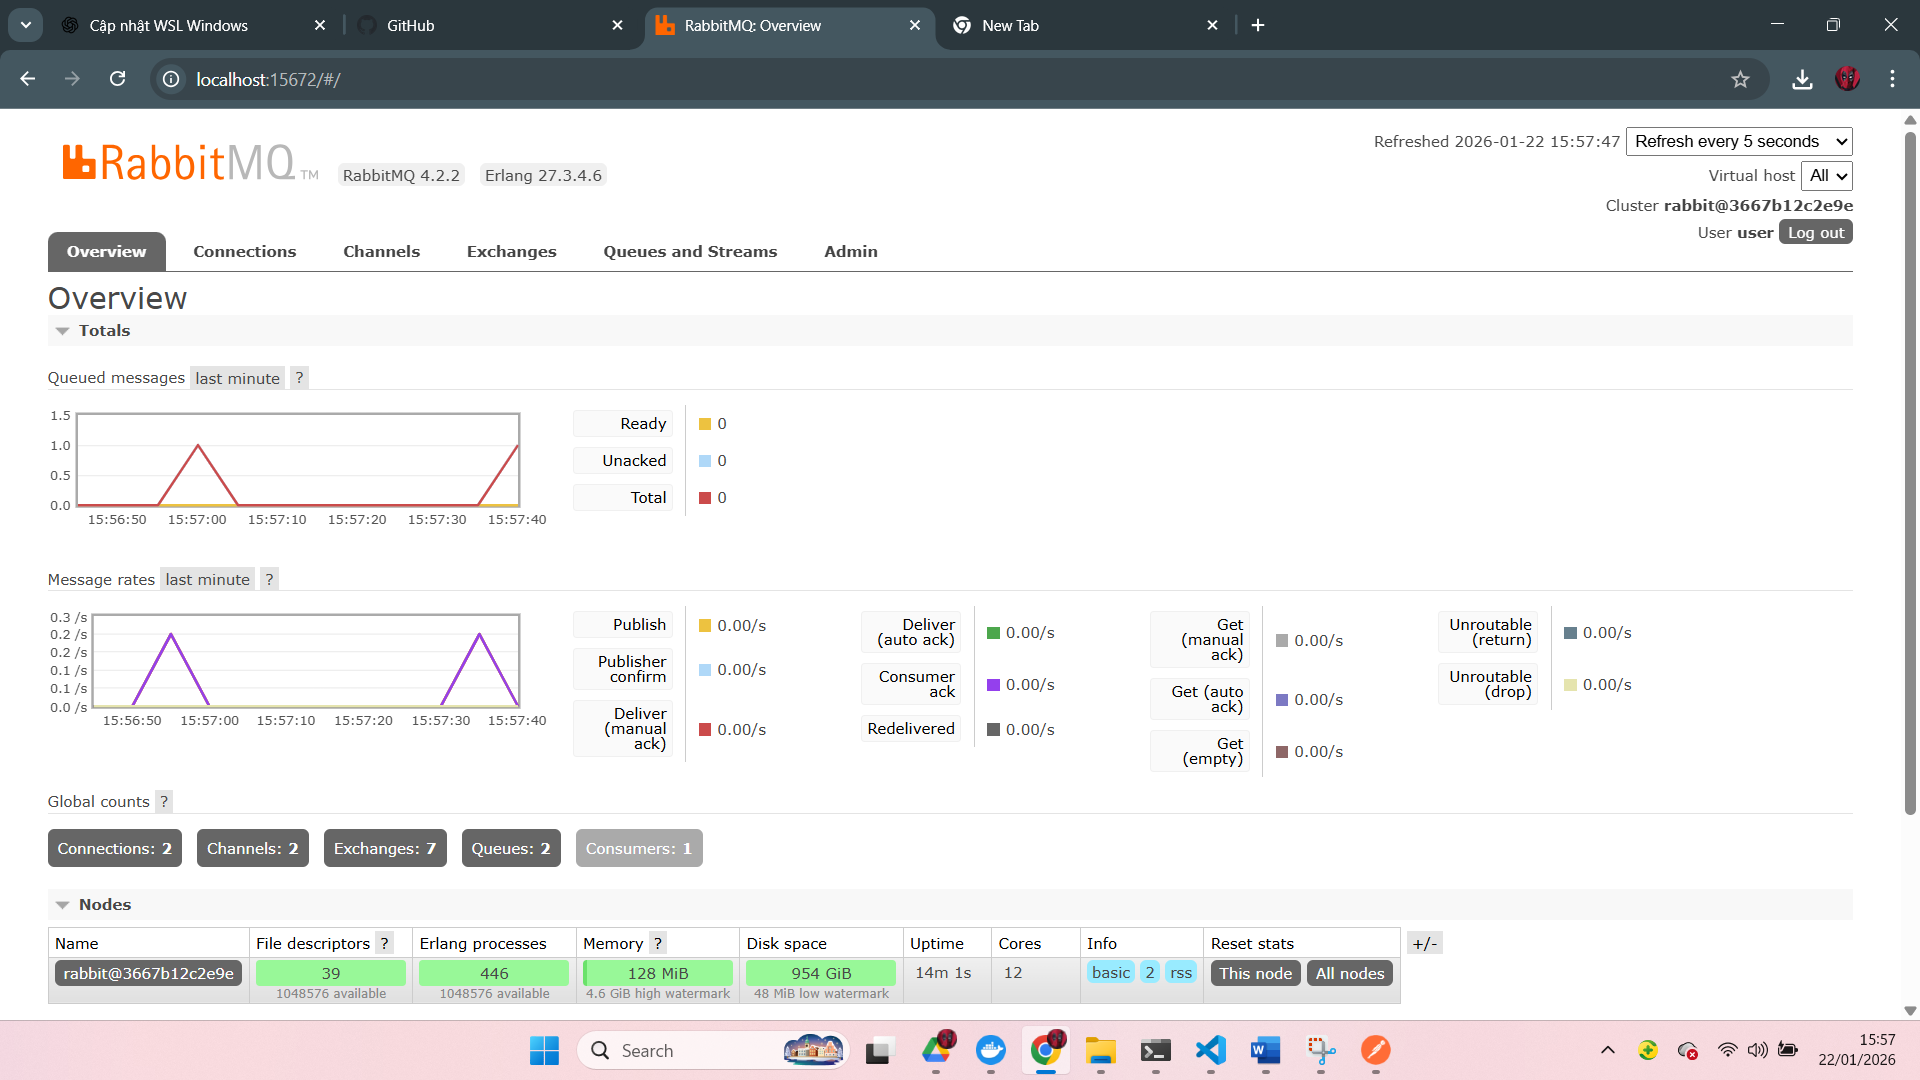 Cập nhật WSL Windows
GitHub
RabbitMQ: Overview
New Tab
localhost:15672/#/
RabbitMQ TM
RabbitMQ 4.2.2
Erlang 27.3.4.6
Refreshed 2026-01-22 15:57:47 Refresh every 5 seconds
Virtual host All
Cluster rabbit@3667b12c2e9e
User user Log out
Overview
Connections
Channels
Exchanges
Queues and Streams
Admin
Overview
Totals
Queued messages last minute ?
1.5
1.0
0.5
0.0
15:56:50 15:57:00 15:57:10 15:57:20 15:57:30 15:57:40
Ready 0
Unacked 0
Total 0
Message rates last minute ?
0.3 /s
0.2 /s
0.2 /s
0.1 /s
0.1 /s
0.0 /s
15:56:50 15:57:00 15:57:10 15:57:20 15:57:30 15:57:40
Publish 0.00/s
Publisher
confirm 0.00/s
Deliver
(manual
ack) 0.00/s
Deliver
(auto ack) 0.00/s
Consumer
ack 0.00/s
Redelivered 0.00/s
Get
(manual
ack) 0.00/s
Get (auto
ack) 0.00/s
Get
(empty) 0.00/s
Unroutable
(return) 0.00/s
Unroutable
(drop) 0.00/s
Global counts ?
Connections: 2
Channels: 2
Exchanges: 7
Queues: 2
Consumers: 1
Nodes
Name File descriptors ? Erlang processes Memory ? Disk space Uptime Cores Info Reset stats +/-
rabbit@3667b12c2e9e 39 446 128 MiB 954 GiB 14m 1s 12 basic 2 rss This node All nodes
1048576 available 1048576 available 4.6 GiB high watermark 48 MiB low watermark
Search
15:57
22/01/2026